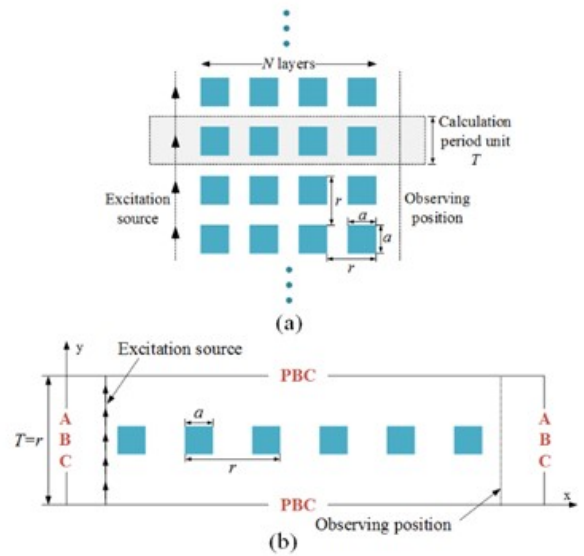 N layers
Calculation
period unit
T
Excitation
source
r
a
a
Observing
position
r
(a)
y
Excitation source
PBC
A
B
C
a
T=r
r
A
B
C
PBC
x
Observing position
(b)